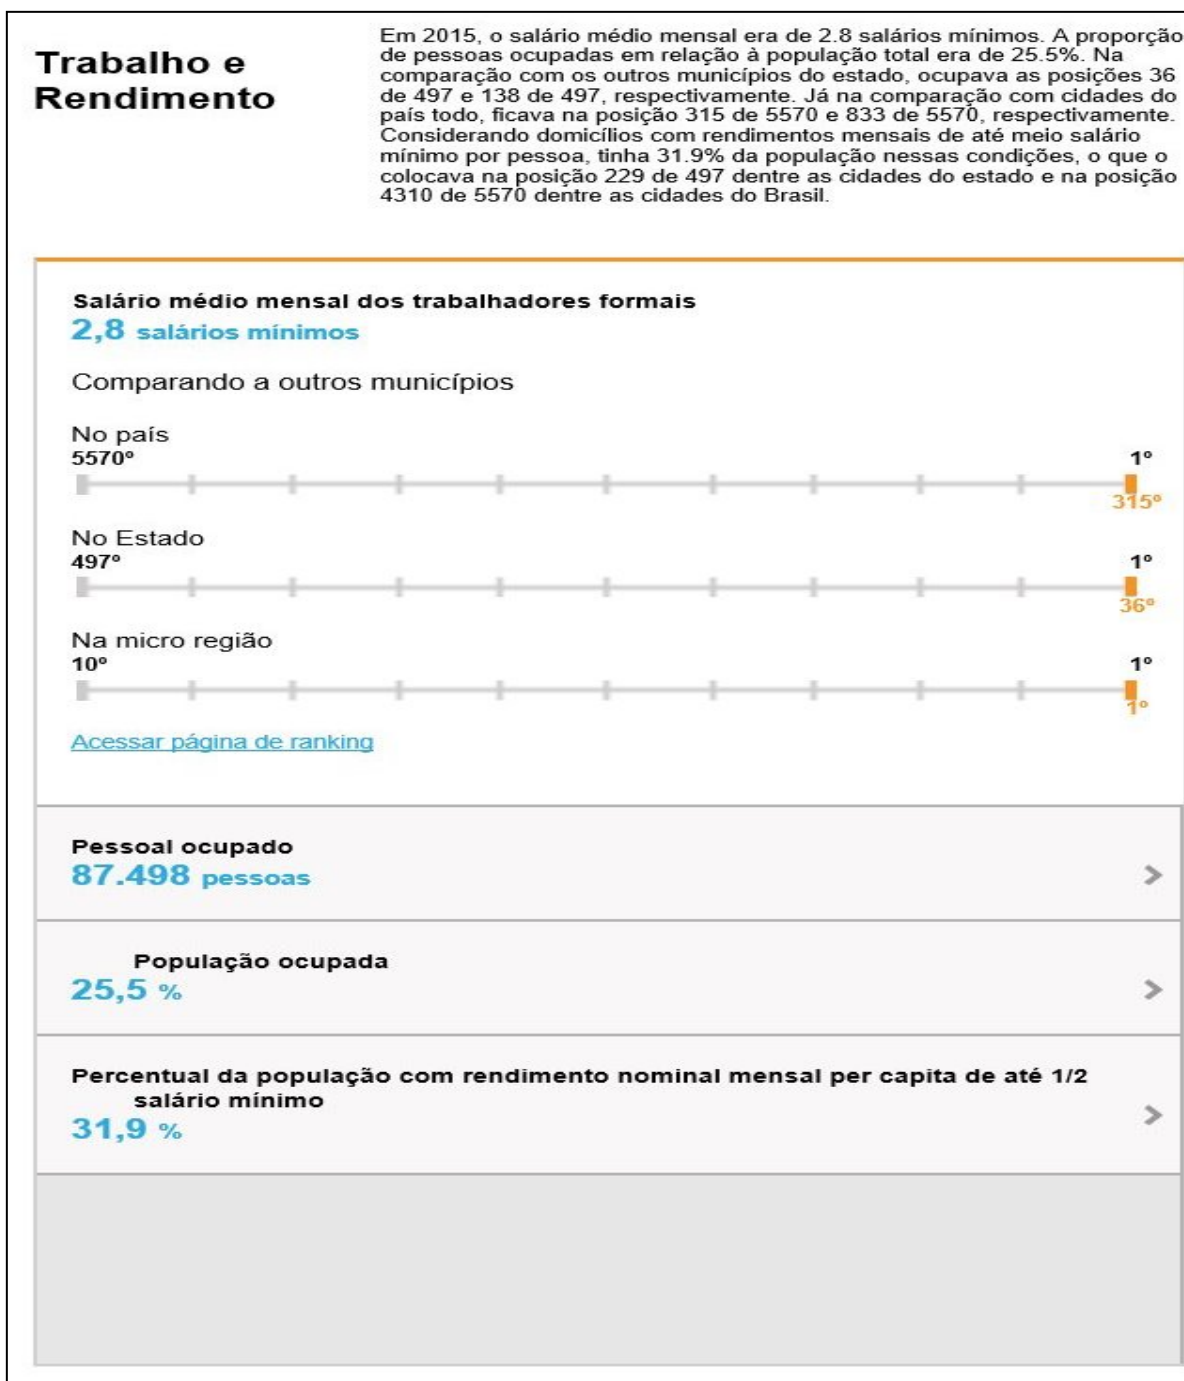 Trabalho e
Rendimento
Em 2015, o salário médio mensal era de 2.8 salários mínimos. A proporção
de pessoas ocupadas em relação à população total era de 25.5%. Na
comparação com os outros municípios do estado, ocupava as posições 36
de 497 e 138 de 497, respectivamente. Já na comparação com cidades do
país todo, ficava na posição 315 de 5570 e 833 de 5570, respectivamente.
Considerando domicílios com rendimentos mensais de até meio salário
mínimo por pessoa, tinha 31.9% da população nessas condições, o que o
colocava na posição 229 de 497 dentre as cidades do estado e na posição
4310 de 5570 dentre as cidades do Brasil.
Salário médio mensal dos trabalhadores formais
2,8 salários mínimos
Comparando a outros municípios
No país
5570º 1º
315º
No Estado
497º 1º
36º
Na micro região
10º 1º
1º
Acessar página de ranking
Pessoal ocupado
87.498 pessoas
População ocupada
25,5 %
Percentual da população com rendimento nominal mensal per capita de até 1/2
salário mínimo
31,9 %